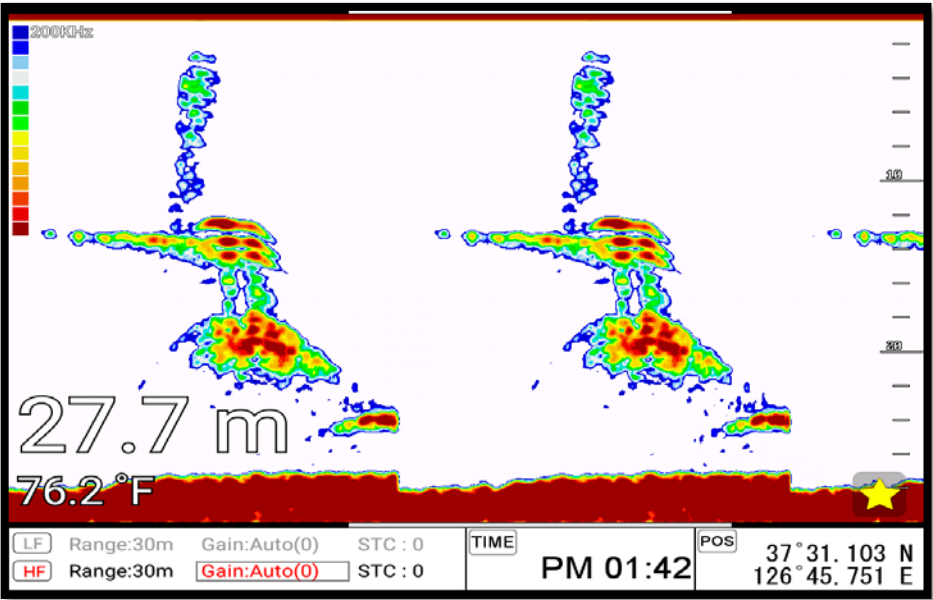 200KHz
10
20
27.7 m
76.2 °F
LF Range:30m Gain:Auto(0) STC : 0
HF Range:30m Gain:Auto(0) STC : 0
TIME
PM 01:42
POS
37°31. 103 N
126°45. 751 E